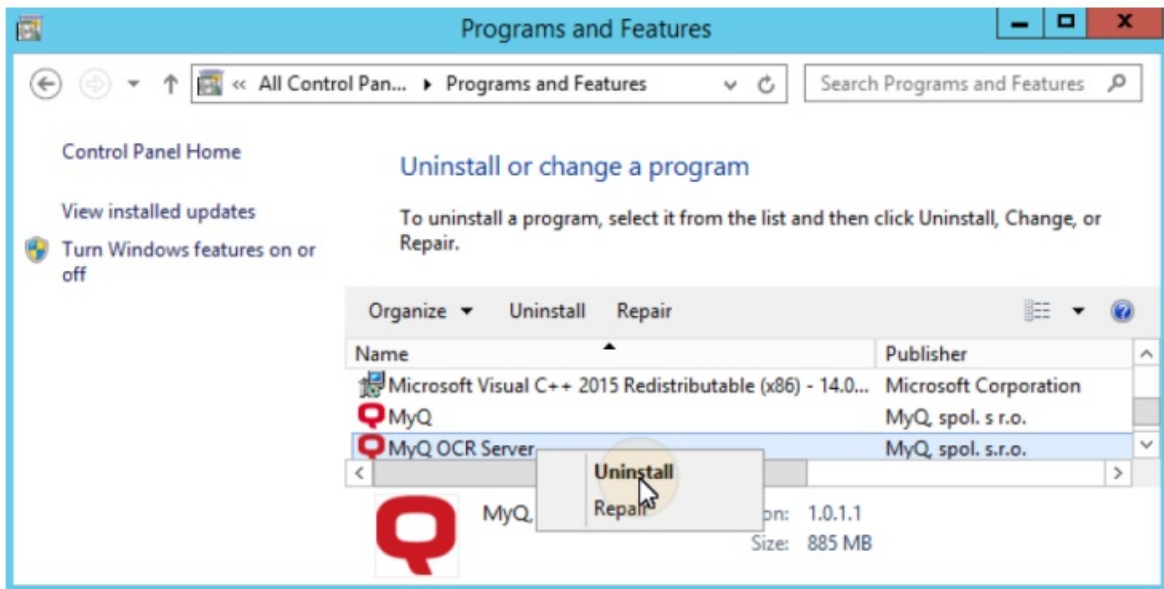 Programs and Features
« All Control Pan... Programs and Features
Search Programs and Features
Control Panel Home
View installed updates
Turn Windows features on or
off
Uninstall or change a program
To uninstall a program, select it from the list and then click Uninstall, Change, or
Repair.
Organize Uninstall Repair
Name Publisher
Microsoft Visual C++ 2015 Redistributable (x86) - 14.0... Microsoft Corporation
MyQ MyQ, spol. s r.o.
MyQ OCR Server MyQ, spol. s.r.o.
Uninstall
Repair
MyQ, on: 1.0.1.1
Size: 885 MB